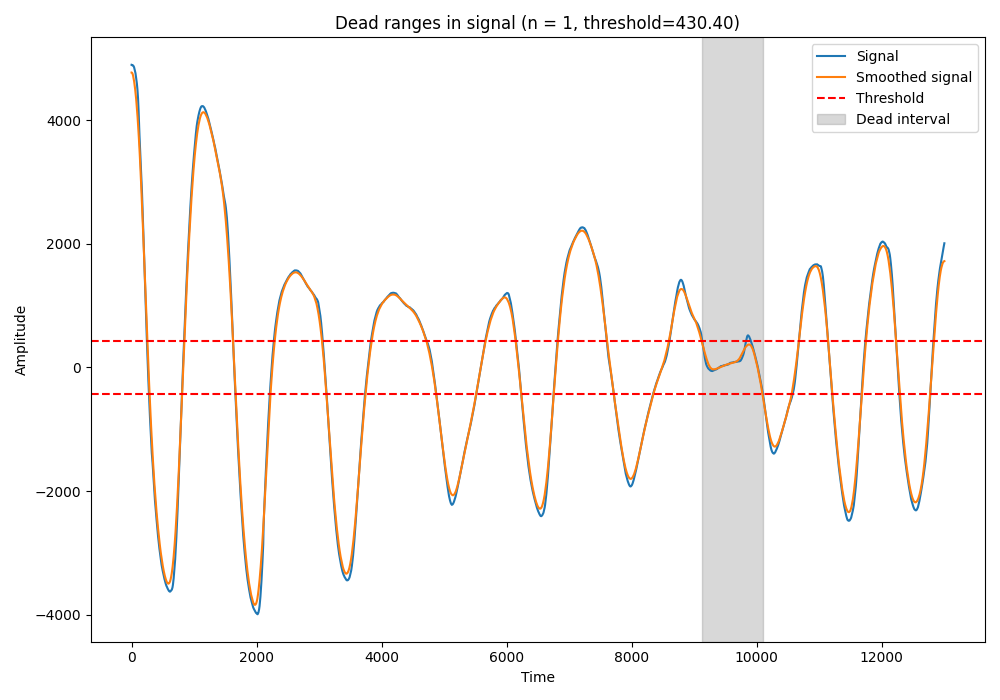 Dead ranges in signal (n = 1, threshold=430.40)
Signal
Smoothed signal
Threshold
Dead interval
Amplitude
4000
2000
0
−2000
−4000
0 2000 4000 6000 8000 10000 12000
Time